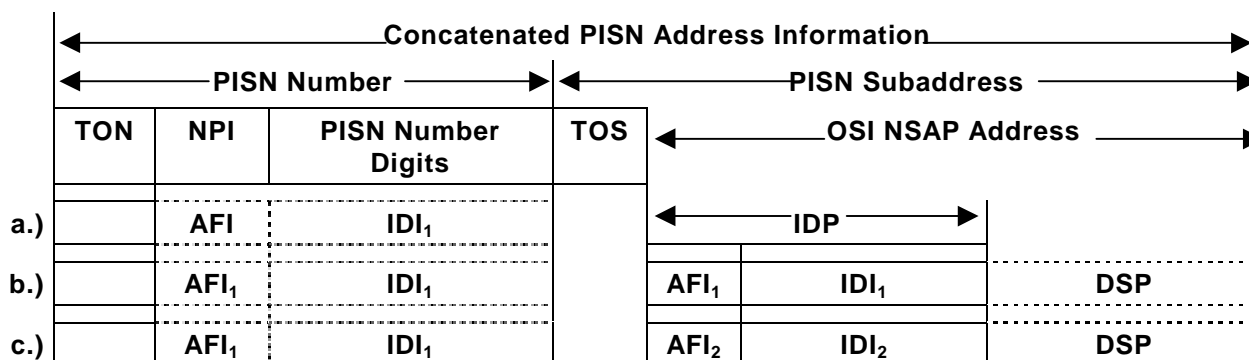 Concatenated PISN Address Information
PISN Number PISN Subaddress
TON NPI PISN Number Digits TOS OSI NSAP Address
a.) AFI IDI₁ IDP
b.) AFI₁ IDI₁ AFI₁ IDI₁ DSP
c.) AFI₁ IDI₁ AFI₂ IDI₂ DSP